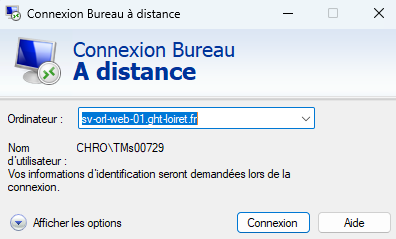 Connexion Bureau à distance
Connexion Bureau
A distance
Ordinateur :
sv-orl-web-01.ght-loiret.fr
Nom
d'utilisateur :
CHRO\TMs00729
Vos informations d'identification seront demandées lors de la
connexion.
Afficher les options
Connexion
Aide